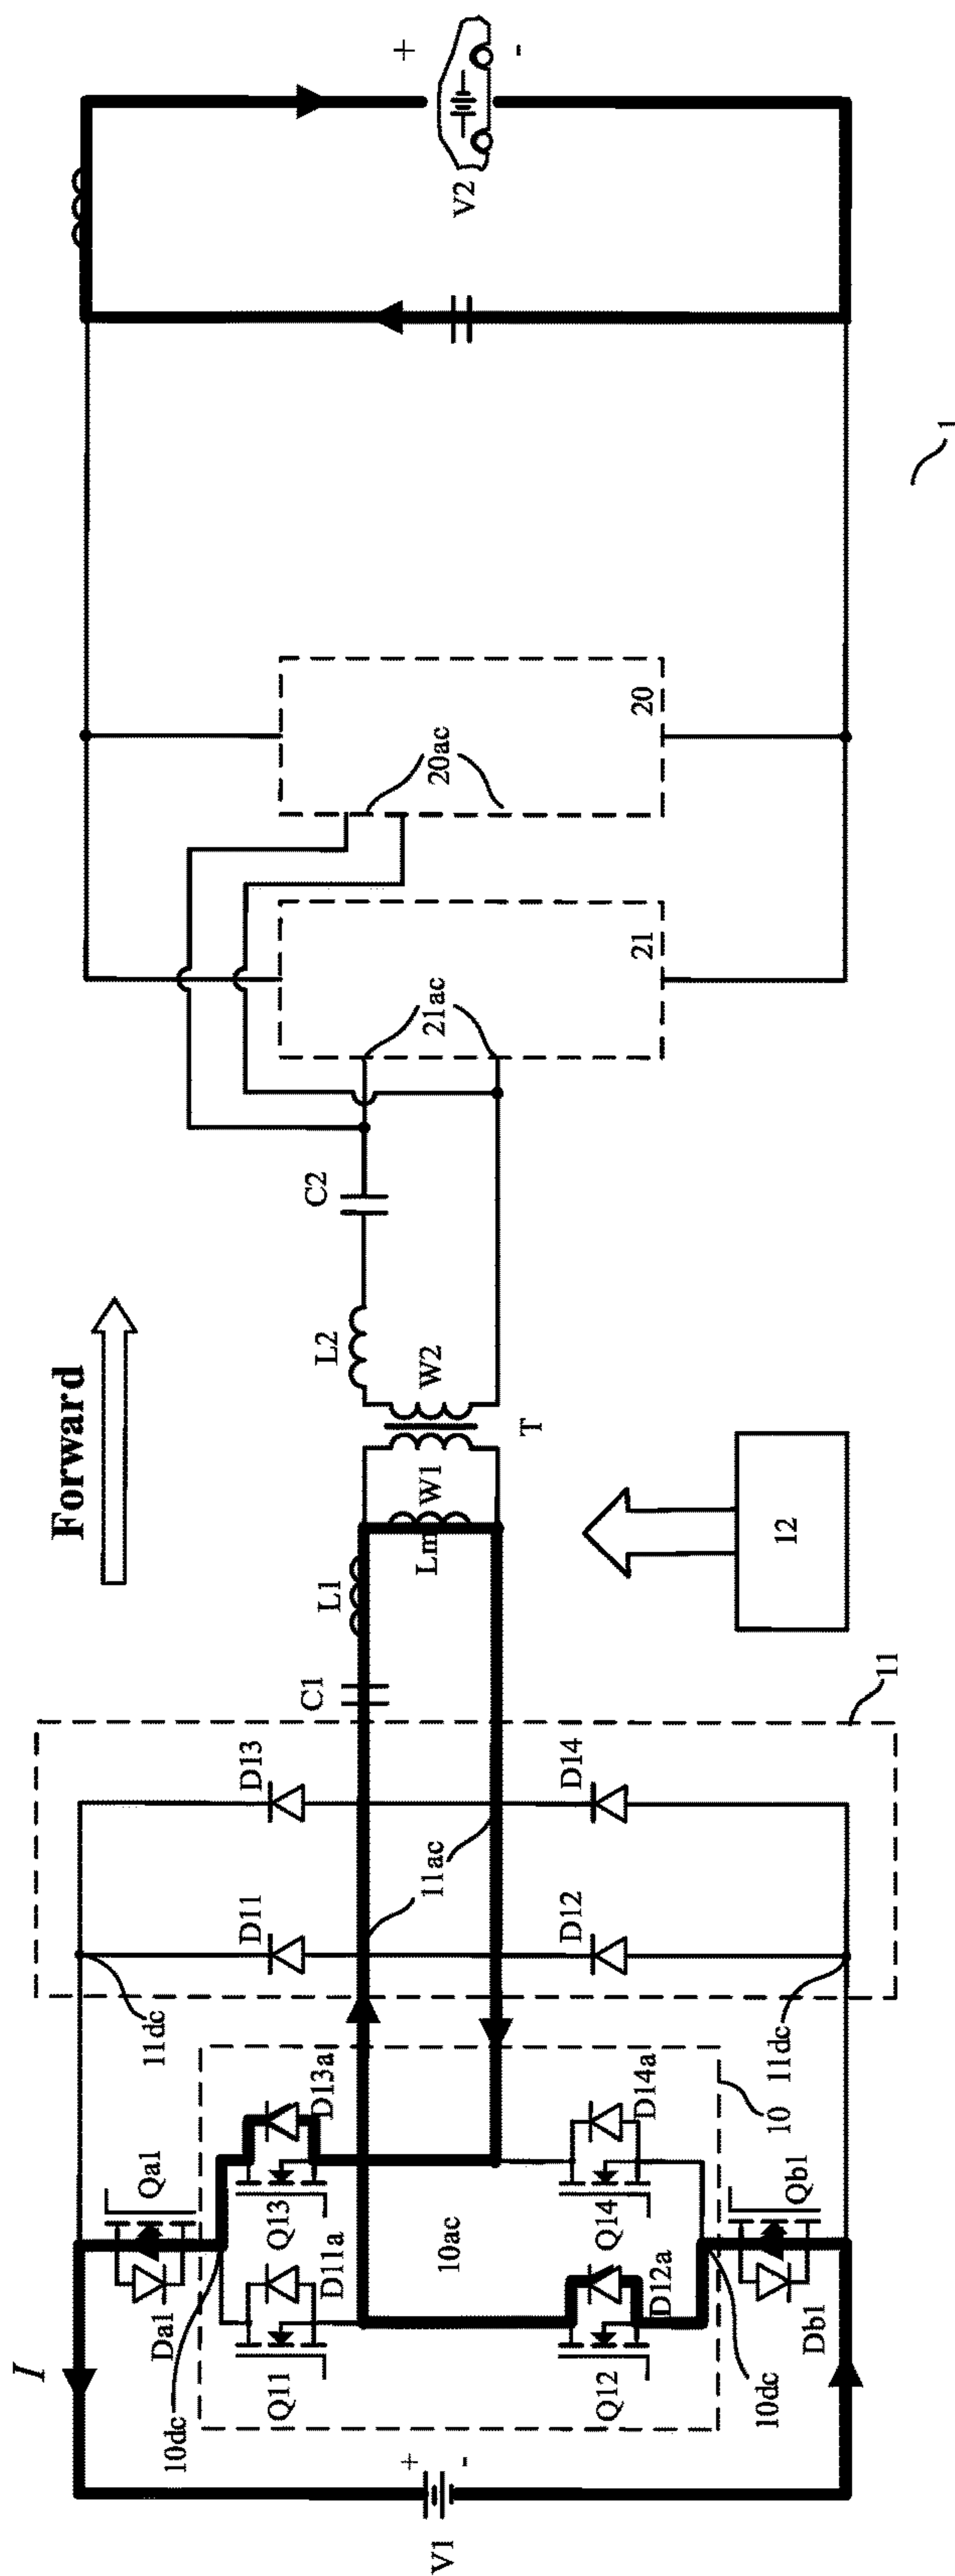 Forward
I
V1
+
-
Da1
Qa1
10dc
Q11
D11a
Q13
D13a
10ac
Q12
D12a
Q14
D14a
10dc
Db1
Qb1
10
11dc
D11
D13
11ac
D12
D14
11dc
11
C1
L1
Lm
W1
W2
T
12
L2
C2
21ac
21
20ac
20
V2
+
-
1